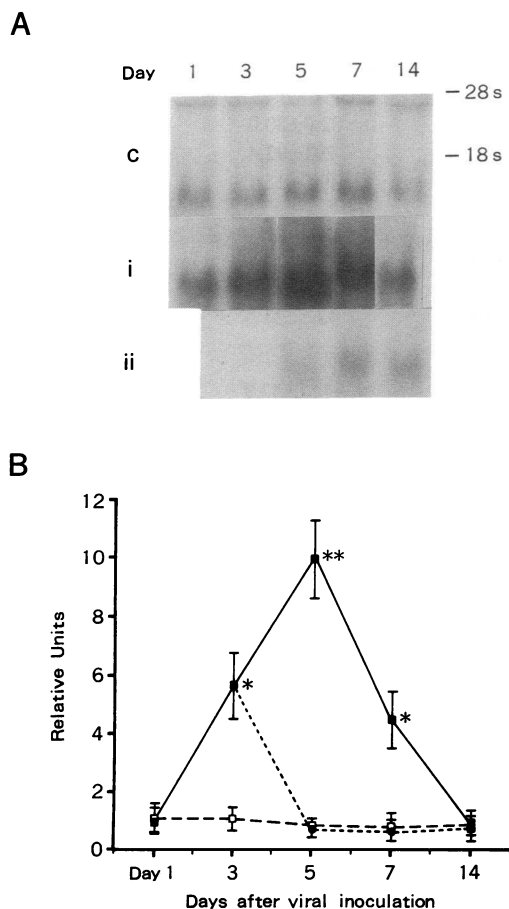 A
Day 1 3 5 7 14
– 28 s
c
– 18 s
i
ii
B
12
10
**
8
Relative Units
6
*
*
4
2
0
Day 1 3 5 7 14
Days after viral inoculation